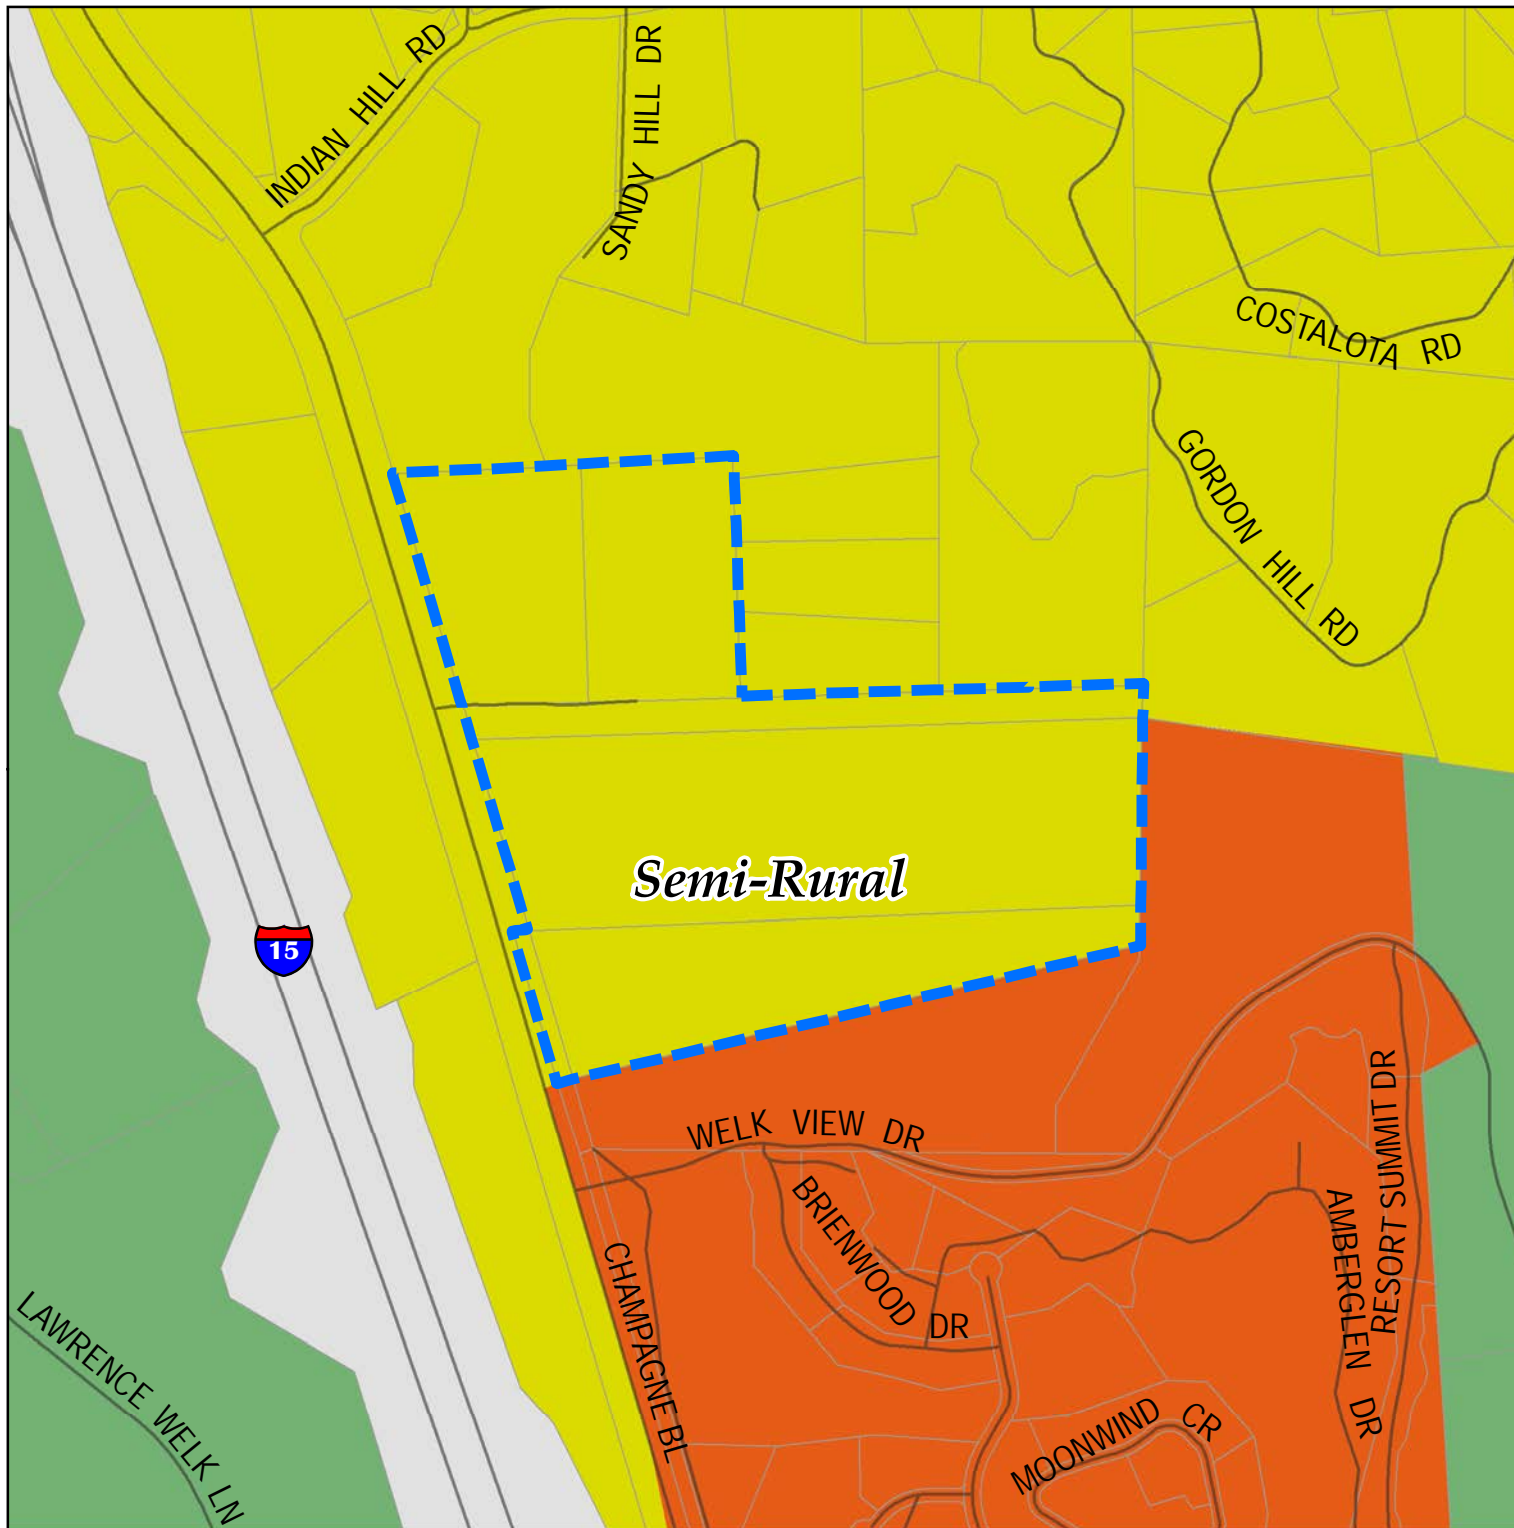 INDIAN HILL RD
SANDY HILL DR
COSTALOTA RD
GORDON HILL RD
Semi-Rural
15
WELK VIEW DR
BRIENWOOD DR
RESORT SUMMIT DR
AMBERGLEN DR
CHAMPAGNE BL
LAWRENCE WELK LN
MOONWIND CR